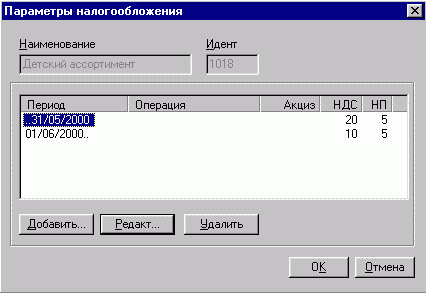 Параметры налогообложения
Наименование Идент
Детский ассортимент 1018
Период Операция Акциз НДС НП
..31/05/2000 20 5
01/06/2000.. 10 5
Добавить... Редакт... Удалить
OK Отмена